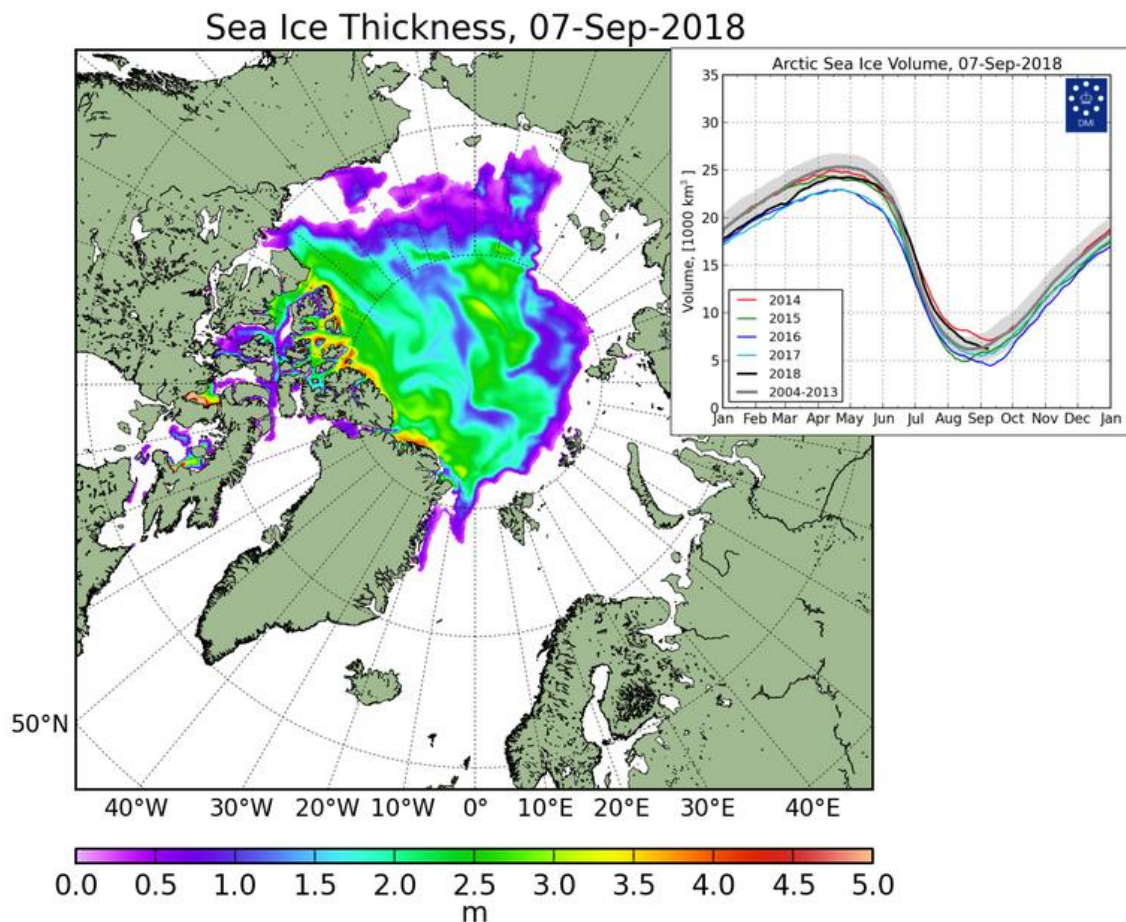 Sea Ice Thickness, 07-Sep-2018
Arctic Sea Ice Volume, 07-Sep-2018
DMI
Volume, [1000 km³ ]
35
30
25
20
15
10
5
0
2014
2015
2016
2017
2018
2004-2013
Jan Feb Mar Apr May Jun Jul Aug Sep Oct Nov Dec Jan
50°N
40°W 30°W 20°W 10°W 0° 10°E 20°E 30°E 40°E
0.0 0.5 1.0 1.5 2.0 2.5 3.0 3.5 4.0 4.5 5.0
m